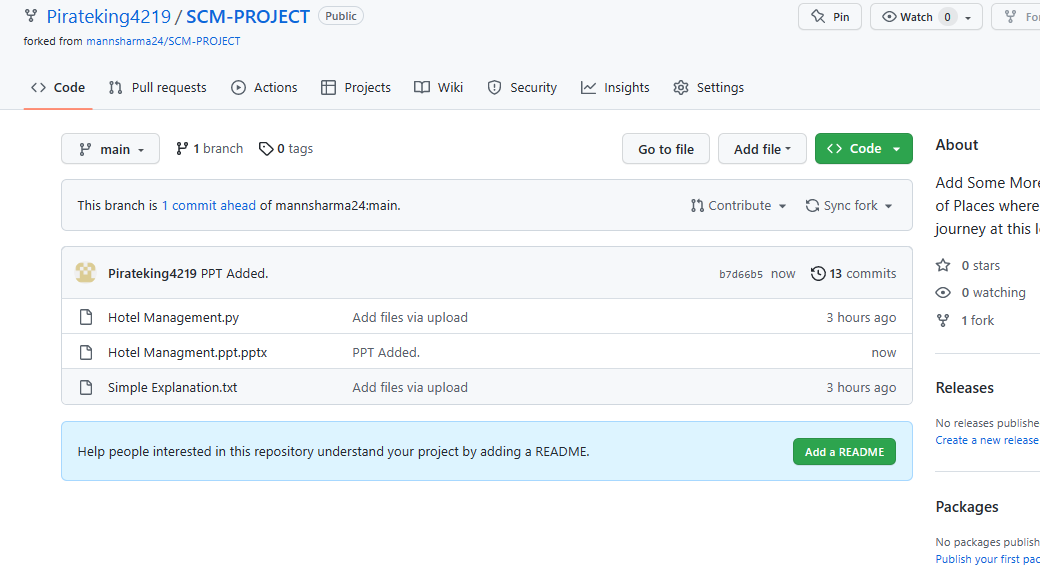 Pirateking4219 / SCM-PROJECT Public Pin Watch 0
forked from mannsharma24/SCM-PROJECT
Code Pull requests Actions Projects Wiki Security Insights Settings
main 1 branch 0 tags Go to file Add file Code
This branch is 1 commit ahead of mannsharma24:main. Contribute Sync fork
Pirateking4219 PPT Added. b7d66b5 now 13 commits
Hotel Management.py Add files via upload 3 hours ago
Hotel Managment.ppt.pptx PPT Added. now
Simple Explanation.txt Add files via upload 3 hours ago
Help people interested in this repository understand your project by adding a README. Add a README
About
Add Some More
of Places where
journey at this
0 stars
0 watching
1 fork
Releases
No releases
Create a new release
Packages
No packages
Publish your first